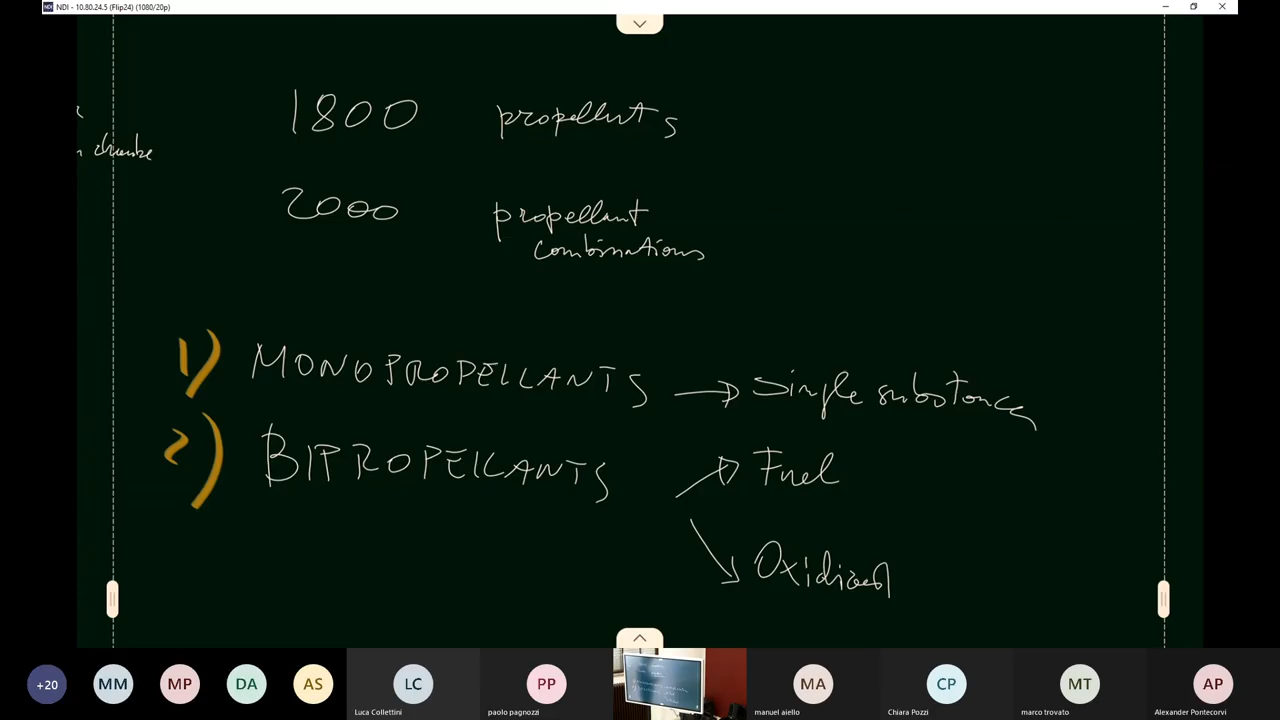 NDI - 10.80.24.5 (Flip24) (1080/20p)
1800 propellents
chambe
2000 propellant
combinations
1) MONOPROPELLANTS → Single substance
2) BIPROPELLANTS → Fuel
→ Oxidizer
+20 MM MP DA AS LC PP MA CP MT AP
Luca Collettini paolo pagnozzi manuel aiello Chiara Pozzi marco trovato Alexander Pontecorvi